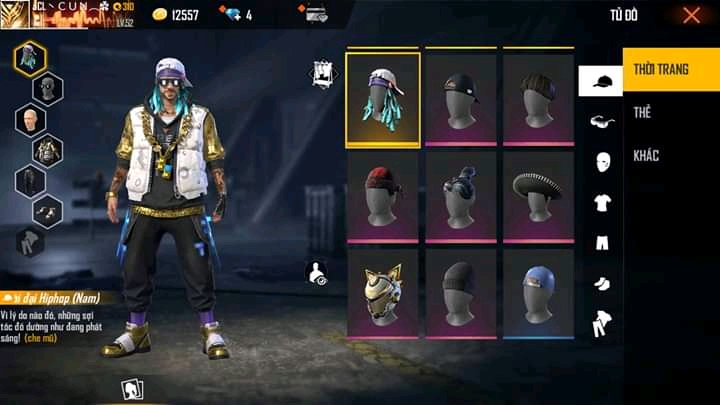 CUN
310
LV.52
12557
4
TỦ ĐỒ
THỜI TRANG
THẺ
KHÁC
đại Hiphop (Nam)
Vì lý do nào đó, những sợi
tóc đó dường như đang phát
sáng! (che mũ)